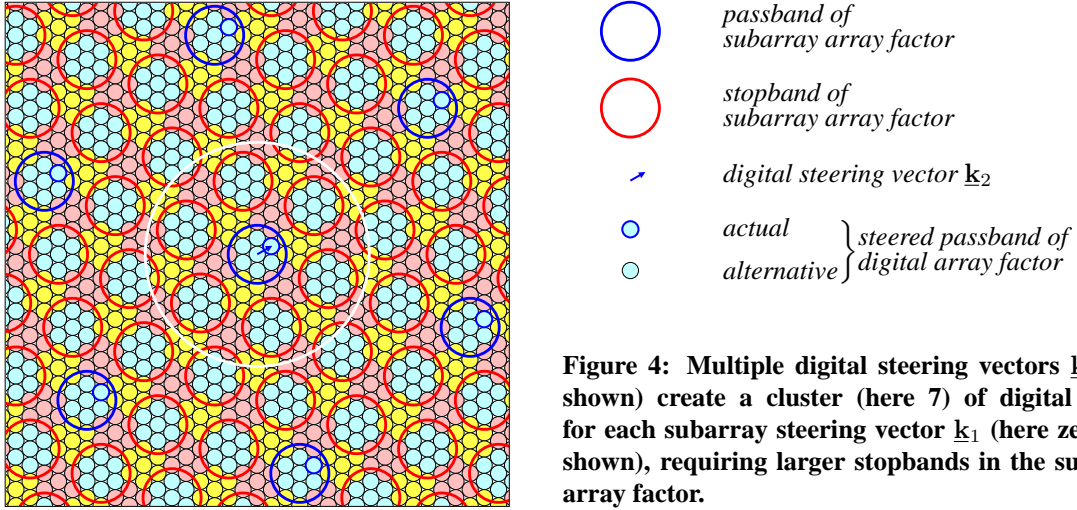 passband of
subarray array factor
stopband of
subarray array factor
digital steering vector k₂
actual
alternative
steered passband of
digital array factor
Figure 4: Multiple digital steering vectors
shown) create a cluster (here 7) of digital
for each subarray steering vector k₁ (here
shown), requiring larger stopbands in the
array factor.